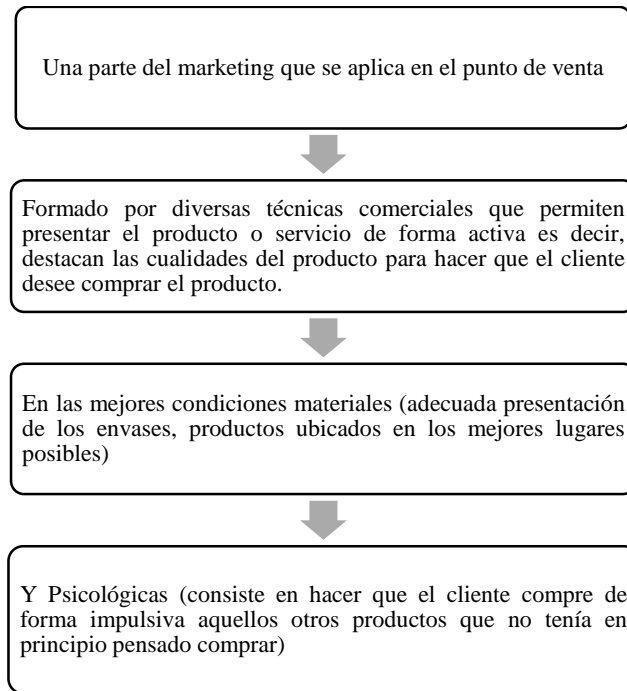 Una parte del marketing que se aplica en el punto de venta
Formado por diversas técnicas comerciales que permiten
presentar el producto o servicio de forma activa es decir,
destacan las cualidades del producto para hacer que el cliente
desee comprar el producto.
En las mejores condiciones materiales (adecuada presentación
de los envases, productos ubicados en los mejores lugares
posibles)
Y Psicológicas (consiste en hacer que el cliente compre de
forma impulsiva aquellos otros productos que no tenía en
principio pensado comprar)